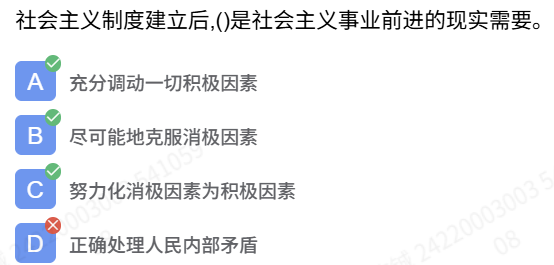 社会主义制度建立后,()是社会主义事业前进的现实需要。
A 充分调动一切积极因素
B 尽可能地克服消极因素
C 努力化消极因素为积极因素
D 正确处理人民内部矛盾